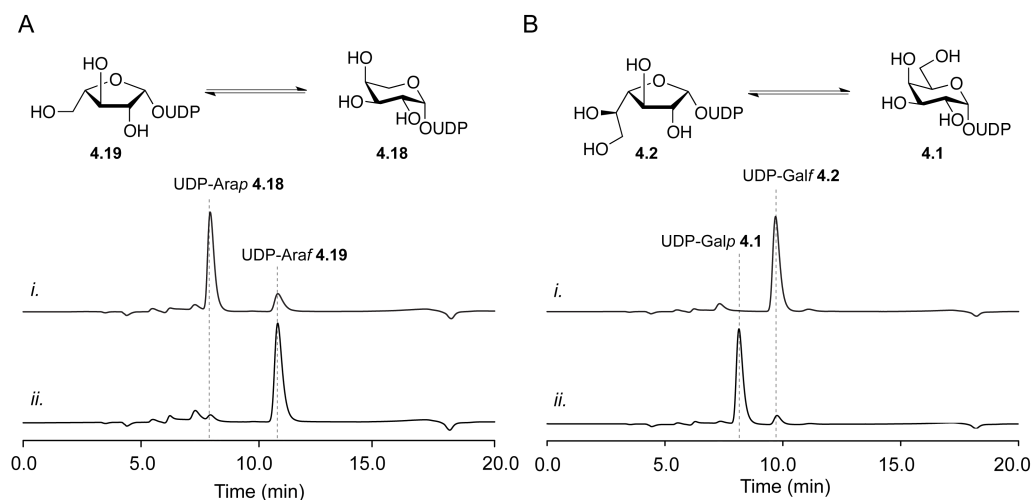 A
HO
O
HO
OUDP
OH
4.19
HO
O
HO
HO
OUDP
4.18
UDP-Arap 4.18
UDP-Araf 4.19
i.
ii.
0.0 5.0 10.0 15.0 20.0
Time (min)
B
HO
O
HO
OUDP
OH
HO
4.2
HO OH
O
HO
HO
OUDP
4.1
UDP-Galf 4.2
UDP-Galp 4.1
i.
ii.
0.0 5.0 10.0 15.0 20.0
Time (min)